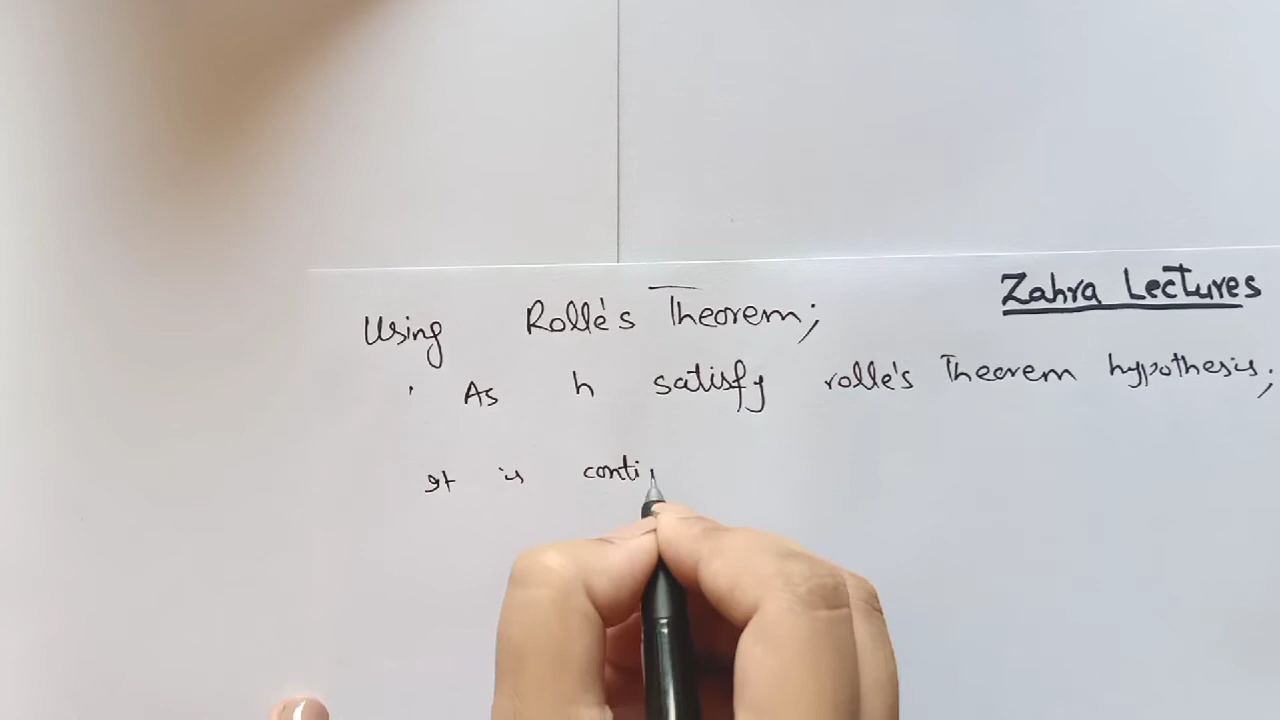 Zahra Lectures
Using Rolle's Theorem;
As h satisfy rolle's Theorem hypothesis;
It is conti